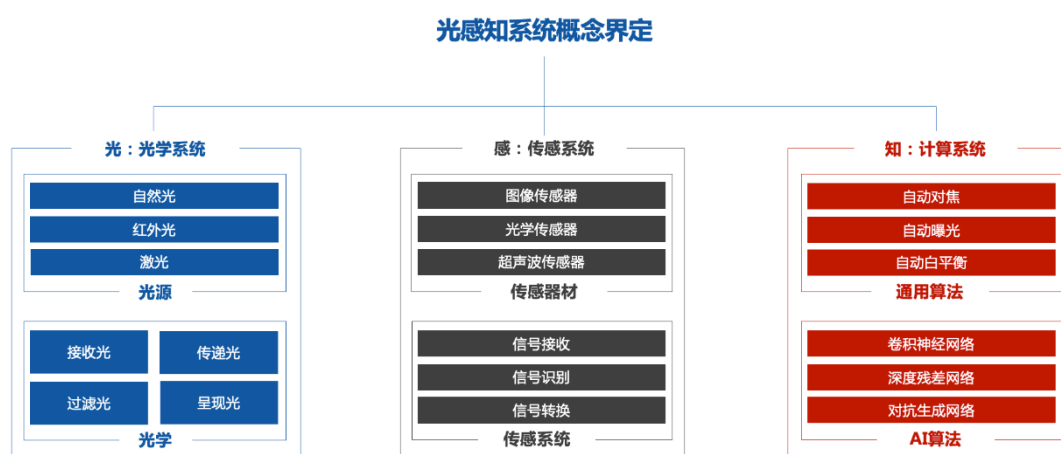 光感知系统概念界定
光：光学系统
自然光
红外光
激光
光源
接收光
传递光
过滤光
呈现光
光学
感：传感系统
图像传感器
光学传感器
超声波传感器
传感器材
信号接收
信号识别
信号转换
传感系统
知：计算系统
自动对焦
自动曝光
自动白平衡
通用算法
卷积神经网络
深度残差网络
对抗生成网络
AI算法